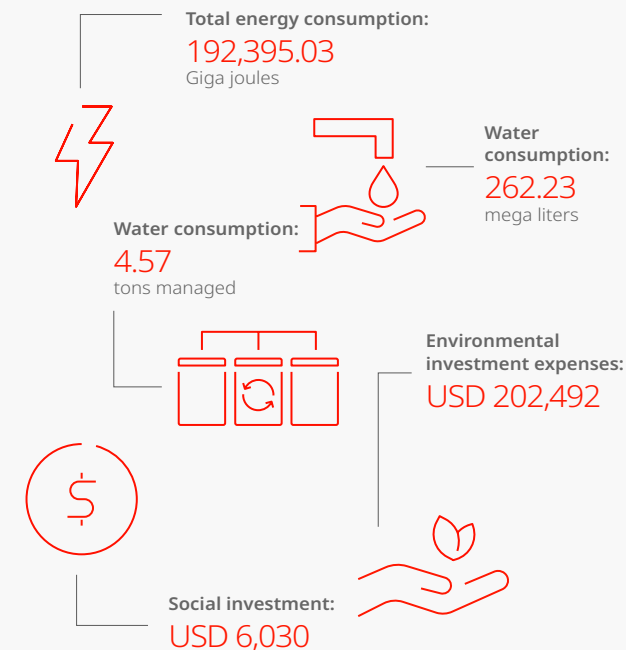 Total energy consumption:
192,395.03
Giga joules
Water
consumption:
262.23
mega liters
Water consumption:
4.57
tons managed
Environmental
investment expenses:
USD 202,492
$
Social investment:
USD 6,030